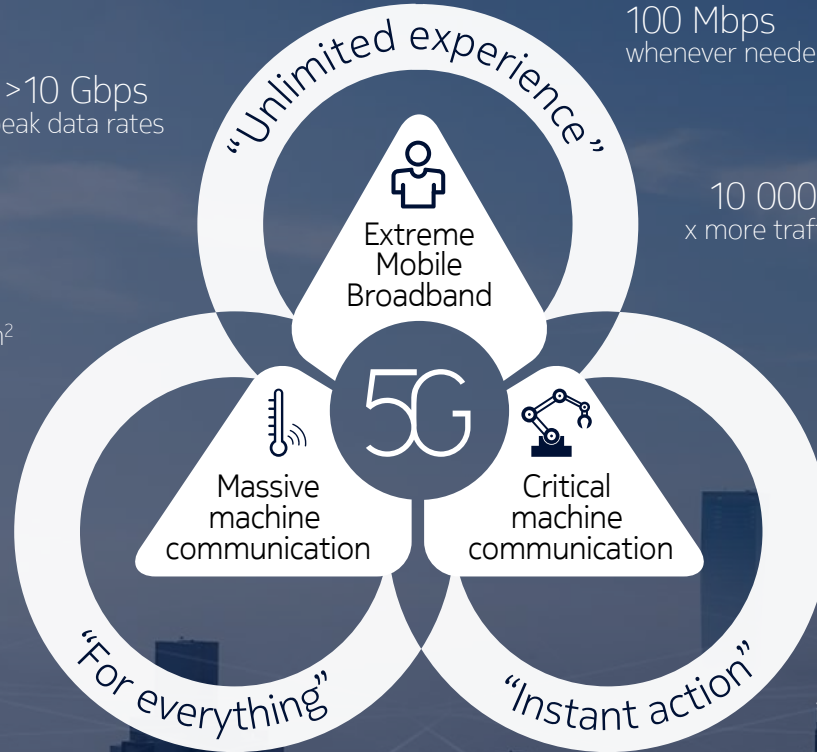 "Unlimited experience"
100 Mbps
whenever neede
>10 Gbps
eak data rates
10 000
x more traf
Extreme
Mobile
Broadband
m²
5G
Massive
machine
communication
Critical
machine
communication
"For everything"
"Instant action"